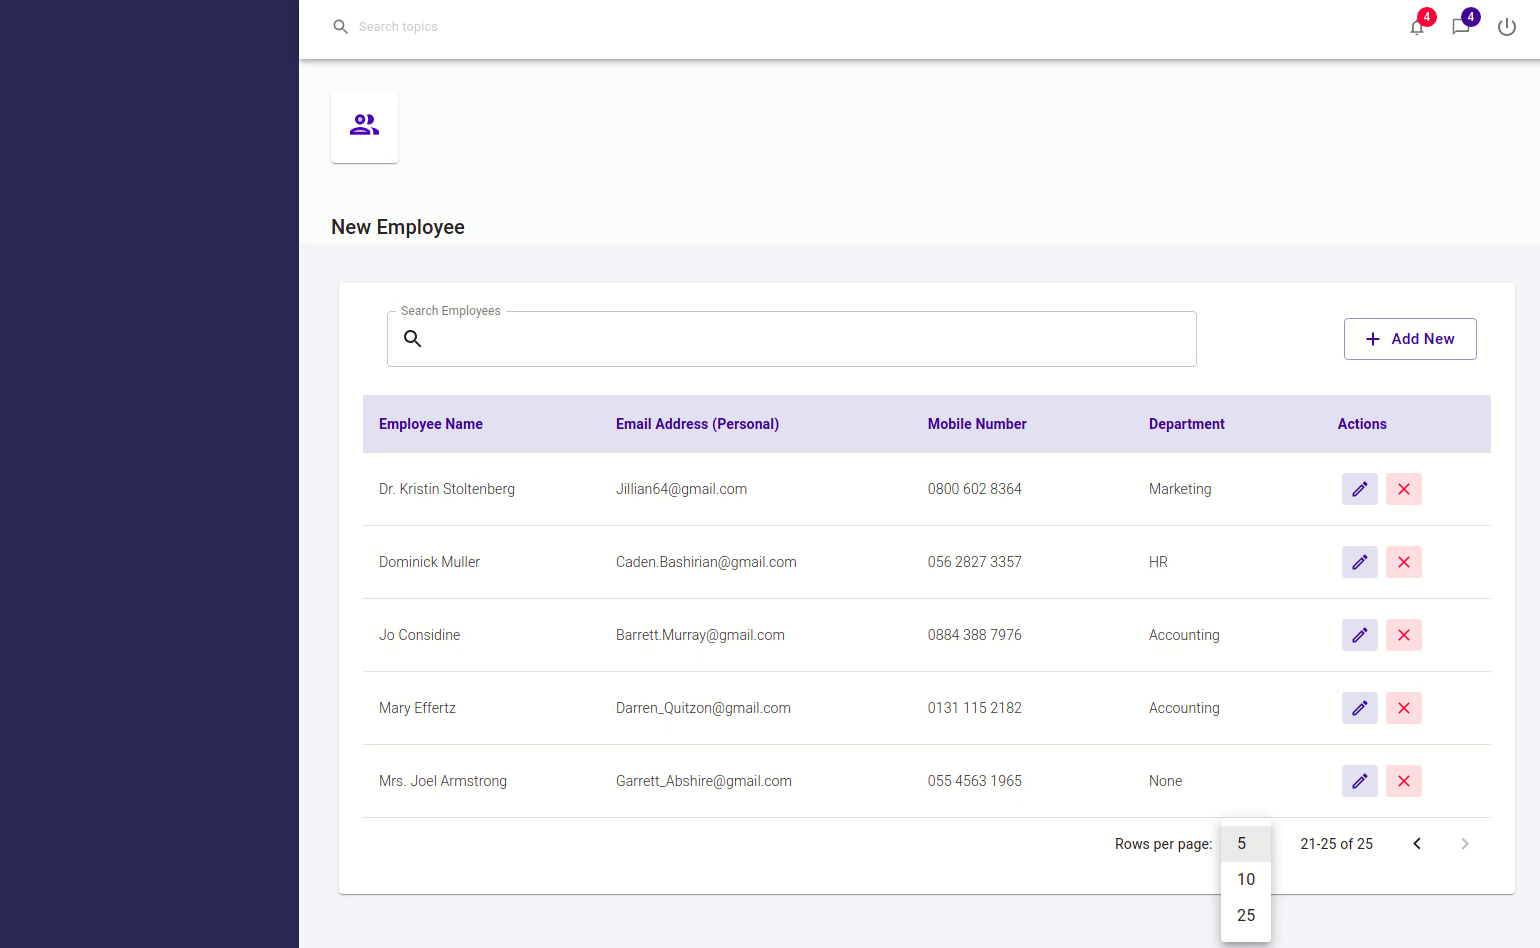 Search topics
4
4
New Employee
Search Employees
Add New
Employee Name Email Address (Personal) Mobile Number Department Actions
Dr. Kristin Stoltenberg Jillian64@gmail.com 0800 602 8364 Marketing
Dominick Muller Caden.Bashirian@gmail.com 056 2827 3357 HR
Jo Considine Barrett.Murray@gmail.com 0884 388 7976 Accounting
Mary Effertz Darren_Quitzon@gmail.com 0131 115 2182 Accounting
Mrs. Joel Armstrong Garrett_Abshire@gmail.com 055 4563 1965 None
Rows per page: 5 21-25 of 25
10
25